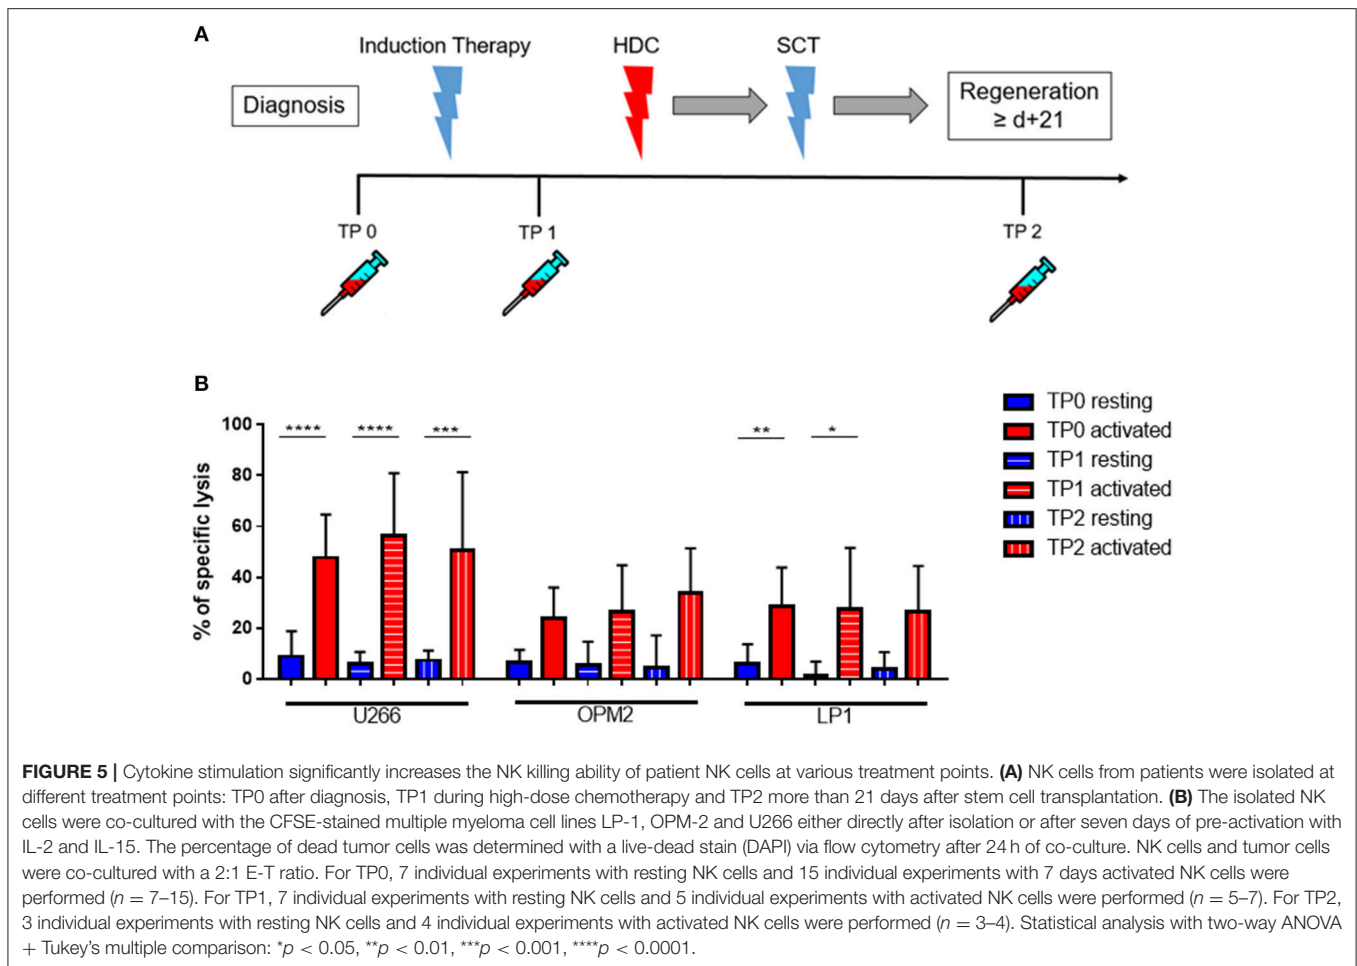 A
Induction Therapy HDC SCT
Diagnosis
Regeneration
≥ d+21
TP 0 TP 1 TP 2
B
% of specific lysis
100
80
60
40
20
0
**** **** *** ** *
U266 OPM2 LP1
TP0 resting
TP0 activated
TP1 resting
TP1 activated
TP2 resting
TP2 activated
FIGURE 5 | Cytokine stimulation significantly increases the NK killing ability of patient NK cells at various treatment points. (A) NK cells from patients were isolated at
different treatment points: TP0 after diagnosis, TP1 during high-dose chemotherapy and TP2 more than 21 days after stem cell transplantation. (B) The isolated NK
cells were co-cultured with the CFSE-stained multiple myeloma cell lines LP-1, OPM-2 and U266 either directly after isolation or after seven days of pre-activation with
IL-2 and IL-15. The percentage of dead tumor cells was determined with a live-dead stain (DAPI) via flow cytometry after 24 h of co-culture. NK cells and tumor cells
were co-cultured with a 2:1 E-T ratio. For TP0, 7 individual experiments with resting NK cells and 15 individual experiments with 7 days activated NK cells were
performed (n = 7–15). For TP1, 7 individual experiments with resting NK cells and 5 individual experiments with activated NK cells were performed (n = 5–7). For TP2,
3 individual experiments with resting NK cells and 4 individual experiments with activated NK cells were performed (n = 3–4). Statistical analysis with two-way ANOVA
+ Tukey's multiple comparison: *p < 0.05, **p < 0.01, ***p < 0.001, ****p < 0.0001.